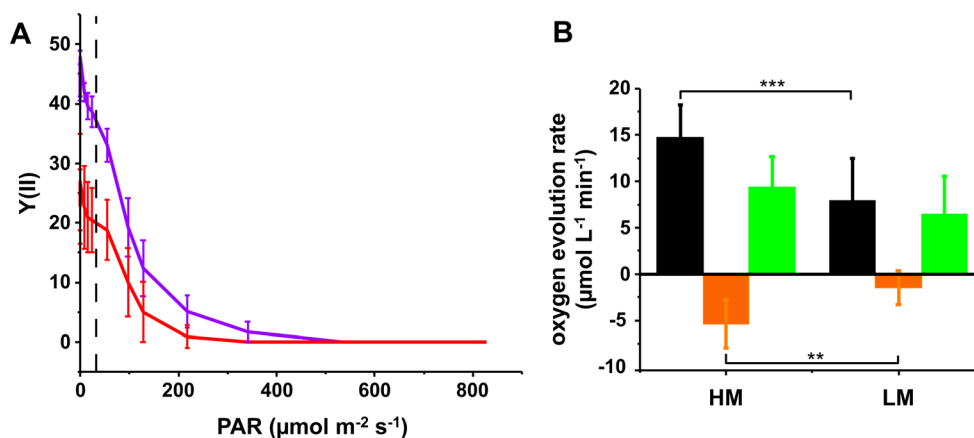 A
50
40
30
20
10
0
Y(II)
0 200 400 600 800
PAR (µmol m⁻² s⁻¹)
B
20
15
10
5
0
-5
-10
oxygen evolution rate
(µmol L⁻¹ min⁻¹)
***
**
HM LM